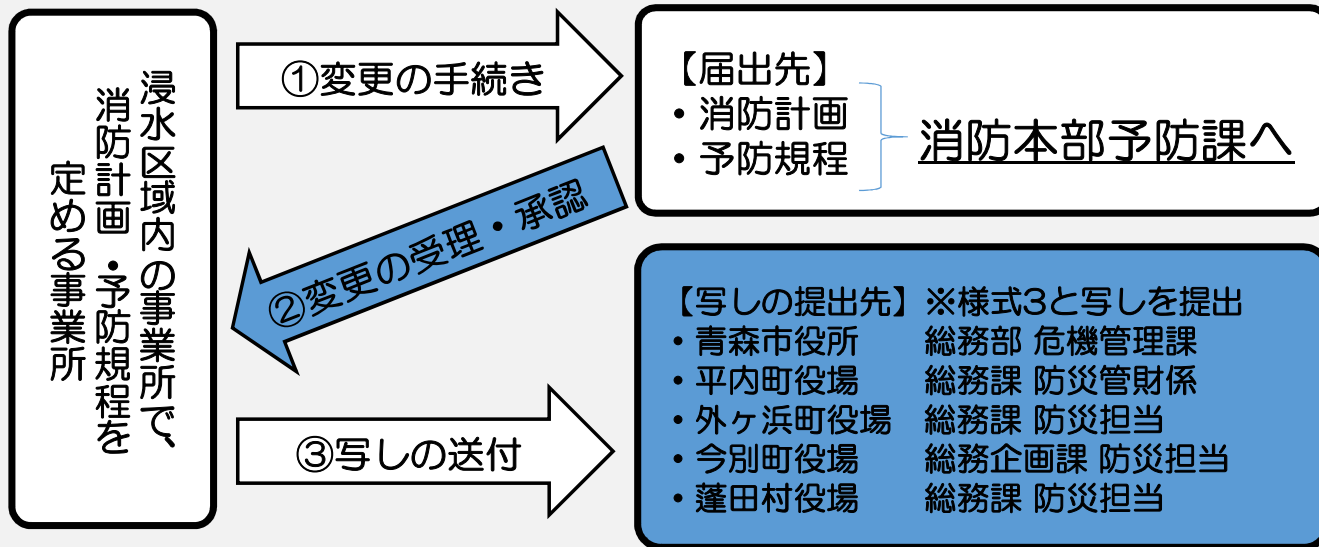 浸水区域内の事業所で、
消防計画・予防規程を
定める事業所
①変更の手続き
【届出先】
・消防計画
・予防規程
消防本部予防課へ
②変更の受理・承認
③写しの送付
【写しの提出先】※様式3と写しを提出
・青森市役所 総務部 危機管理課
・平内町役場 総務課 防災管財係
・外ヶ浜町役場 総務課 防災担当
・今別町役場 総務企画課 防災担当
・蓬田村役場 総務課 防災担当